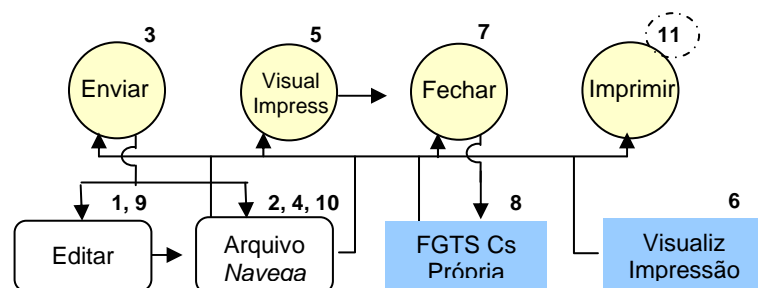 3
5
7
11
Enviar
Visual
Impress
Fechar
Imprimir
1, 9
2, 4, 10
8
6
Editar
Arquivo
Navega
FGTS Cs
Própria
Visualiz
Impressão